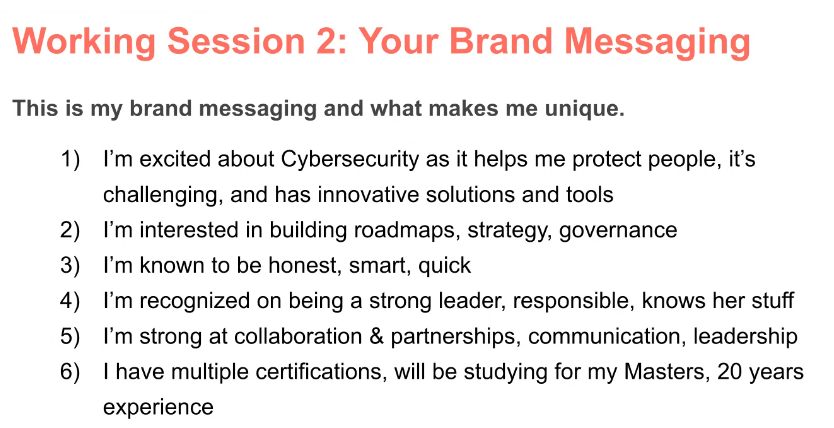 Working Session 2: Your Brand Messaging
This is my brand messaging and what makes me unique.
1) I’m excited about Cybersecurity as it helps me protect people, it’s
challenging, and has innovative solutions and tools
2) I’m interested in building roadmaps, strategy, governance
3) I’m known to be honest, smart, quick
4) I’m recognized on being a strong leader, responsible, knows her stuff
5) I’m strong at collaboration & partnerships, communication, leadership
6) I have multiple certifications, will be studying for my Masters, 20 years
experience